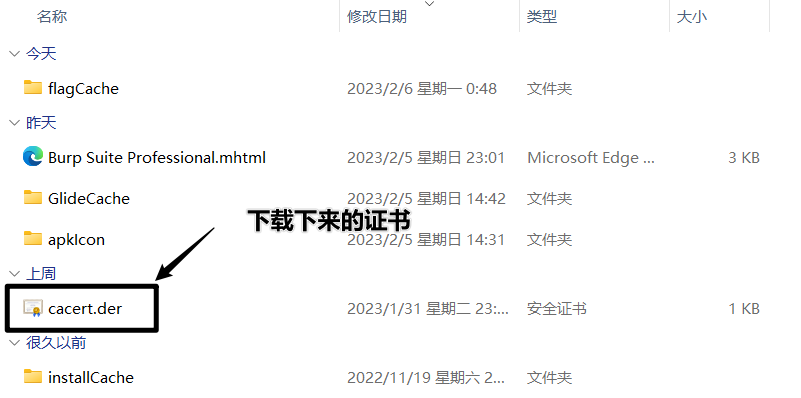 名称 修改日期 类型 大小
今天
flagCache 2023/2/6 星期一 0:48 文件夹
昨天
Burp Suite Professional.mhtml 2023/2/5 星期日 23:01 Microsoft Edge ... 3 KB
GlideCache 2023/2/5 星期日 14:42 文件夹
下载下来的证书
apkIcon 2023/2/5 星期日 14:31 文件夹
上周
cacert.der 2023/1/31 星期二 23:... 安全证书 1 KB
很久以前
installCache 2022/11/19 星期六 2... 文件夹